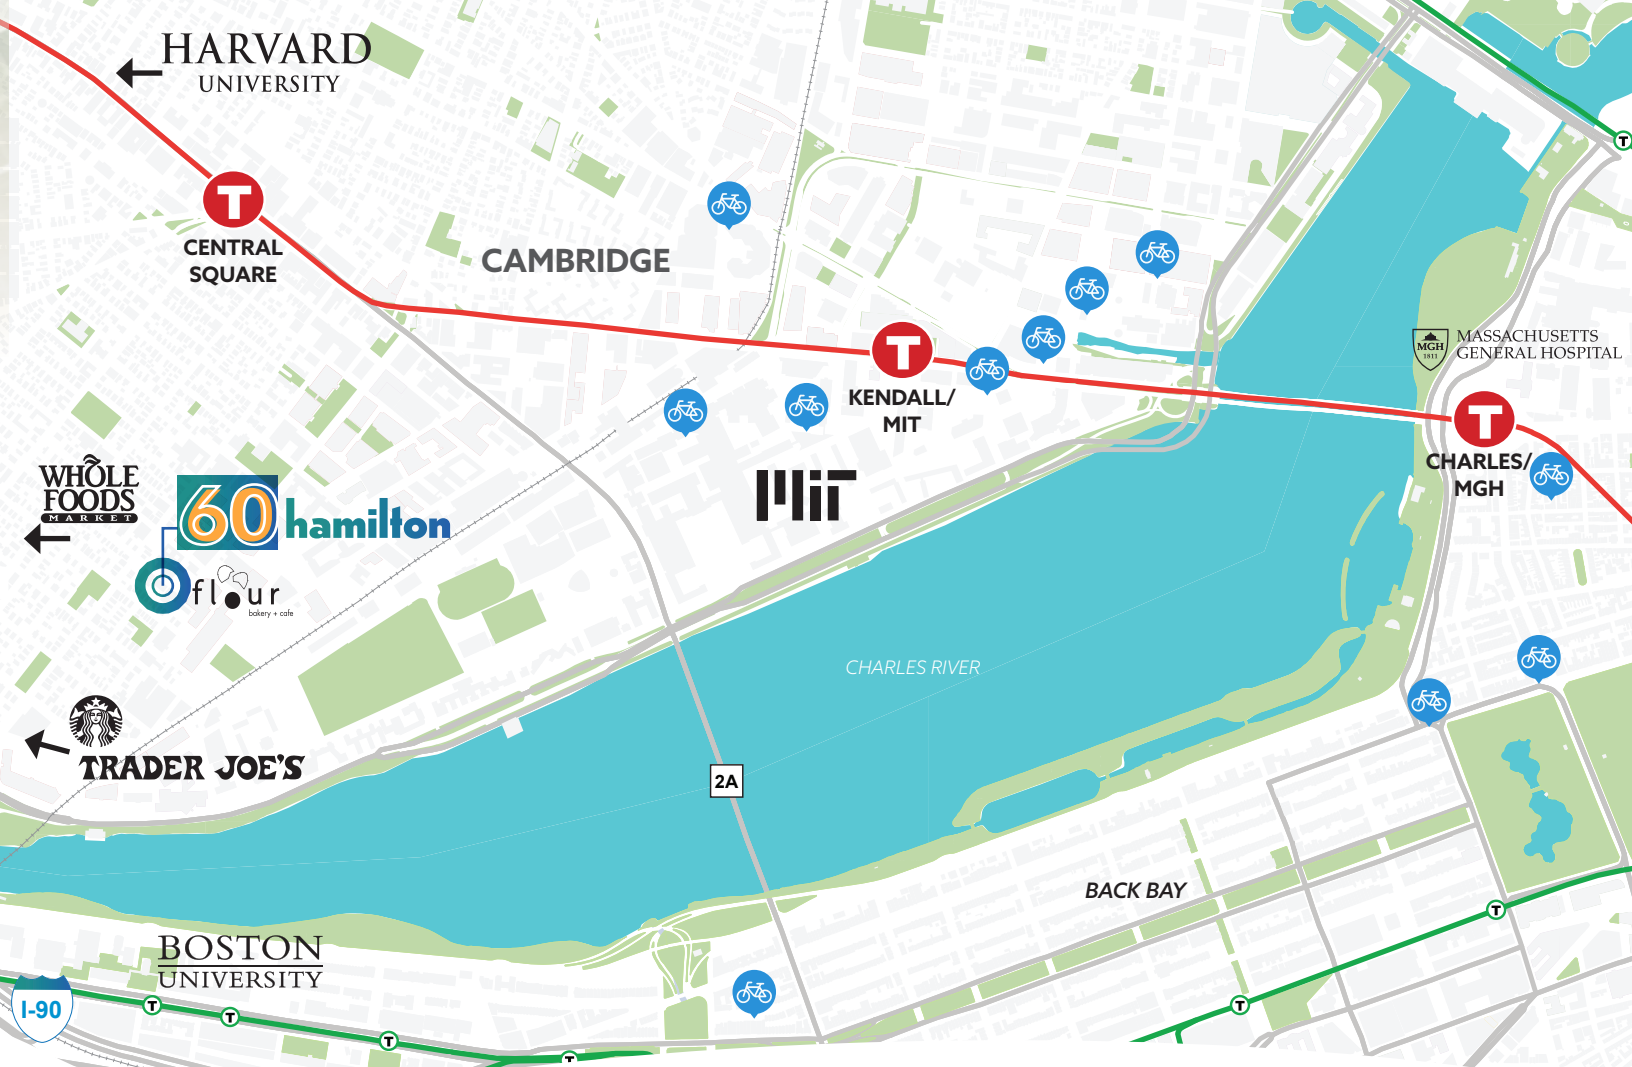 HARVARD
UNIVERSITY
T
T
CENTRAL
SQUARE
CAMBRIDGE
MGH
1811
MASSACHUSETTS
GENERAL HOSPITAL
T
KENDALL/
MIT
T
CHARLES/
MGH
WHOLE
FOODS
MARKET
60 hamilton
MIT
flour
bakery + cafe
CHARLES RIVER
TRADER JOE'S
2A
BACK BAY
T
BOSTON
UNIVERSITY
I-90
T
T
T
T
T